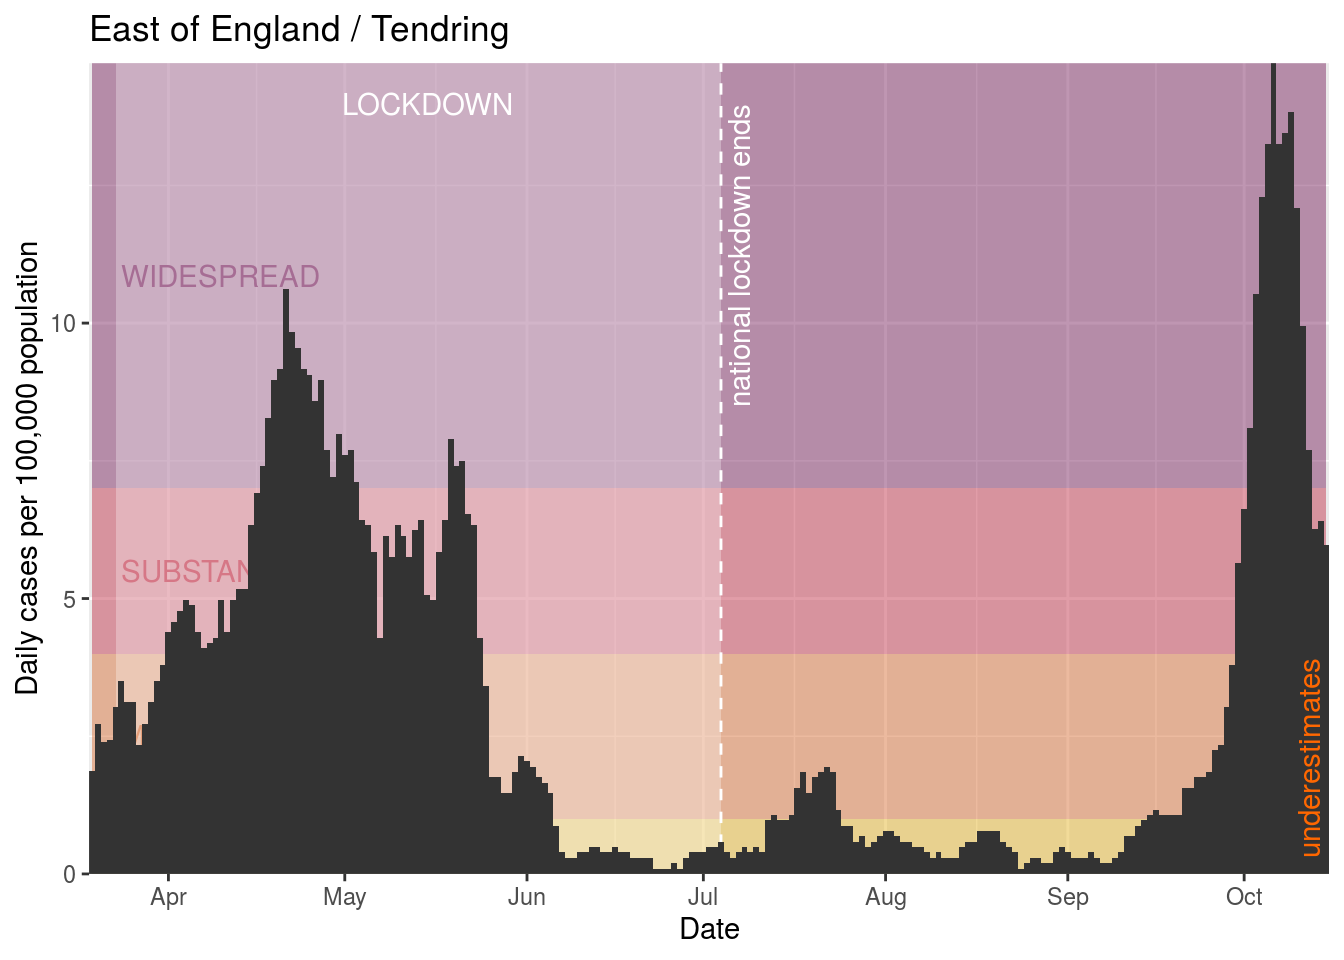 East of England / Tendring
LOCKDOWN
national lockdown ends
WIDESPREAD
SUBSTAN
underestimates
Daily cases per 100,000 population
10
5
0
Apr May Jun Jul Aug Sep Oct
Date